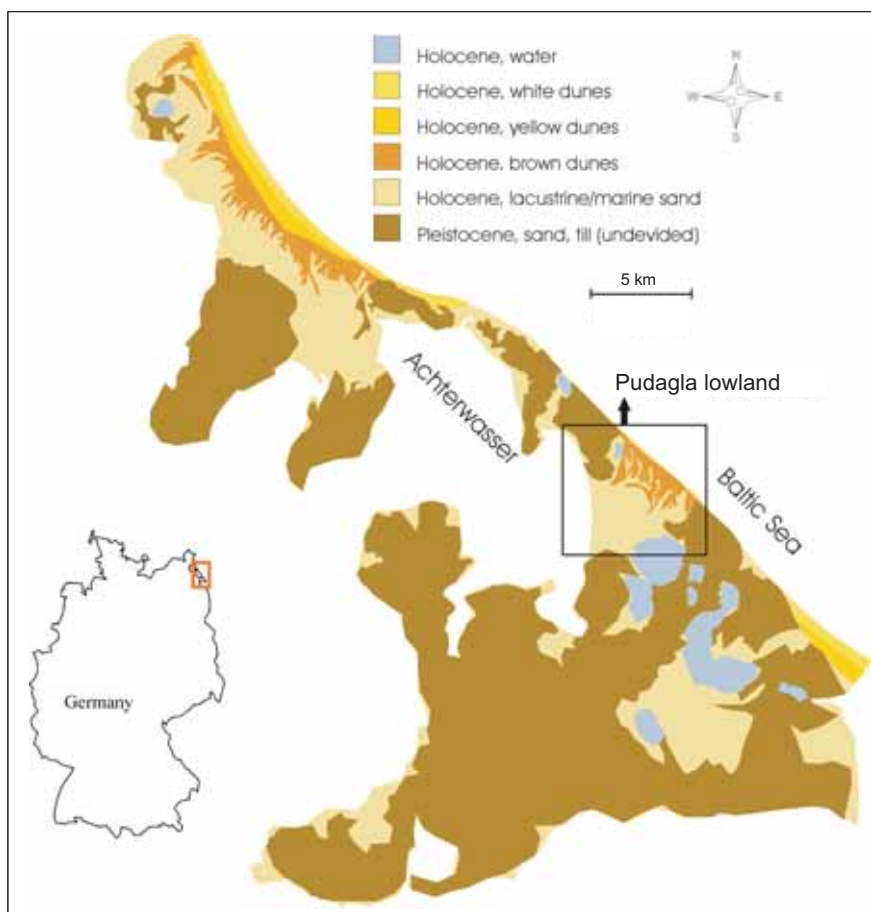 Holocene, water
Holocene, white dunes
Holocene, yellow dunes
Holocene, brown dunes
Holocene, lacustrine/marine sand
Pleistocene, sand, till (undevided)
N
W
E
S
5 km
Achterwasser
Pudagla lowland
Baltic Sea
Germany